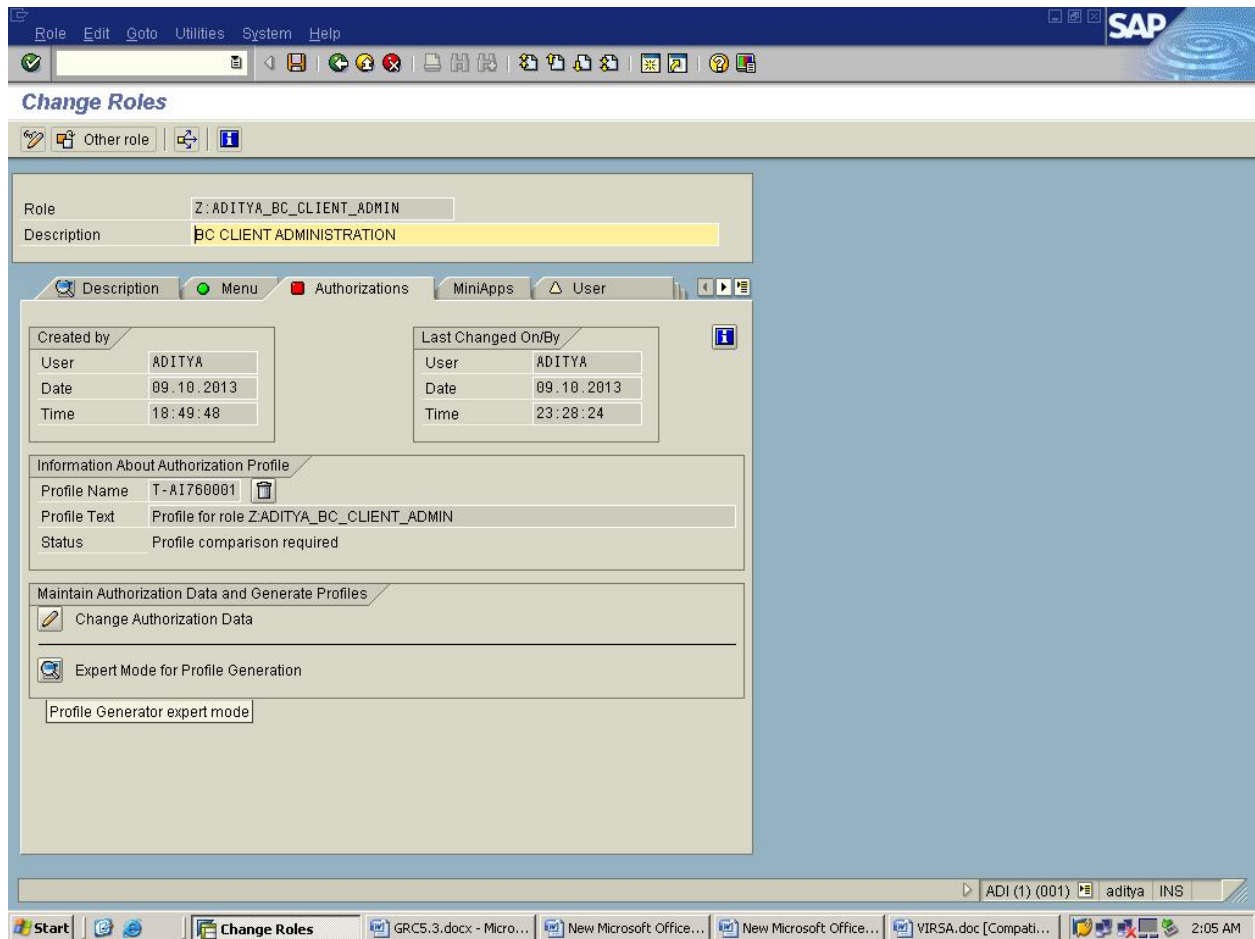 Role Edit Goto Utilities System Help
SAP
Change Roles
Other role
Role Z:ADITYA_BC_CLIENT_ADMIN
Description BC CLIENT ADMINISTRATION
Description Menu Authorizations MiniApps User
Created by Last Changed On/By
User ADITYA User ADITYA
Date 09.10.2013 Date 09.10.2013
Time 18:49:48 Time 23:28:24
Information About Authorization Profile
Profile Name T-AI760001
Profile Text Profile for role Z:ADITYA_BC_CLIENT_ADMIN
Status Profile comparison required
Maintain Authorization Data and Generate Profiles
Change Authorization Data
Expert Mode for Profile Generation
Profile Generator expert mode
ADI (1) (001) aditya INS
Start Change Roles GRC5.3.docx - Micro... New Microsoft Office... New Microsoft Office... VIRSA.doc [Compati... 2:05 AM